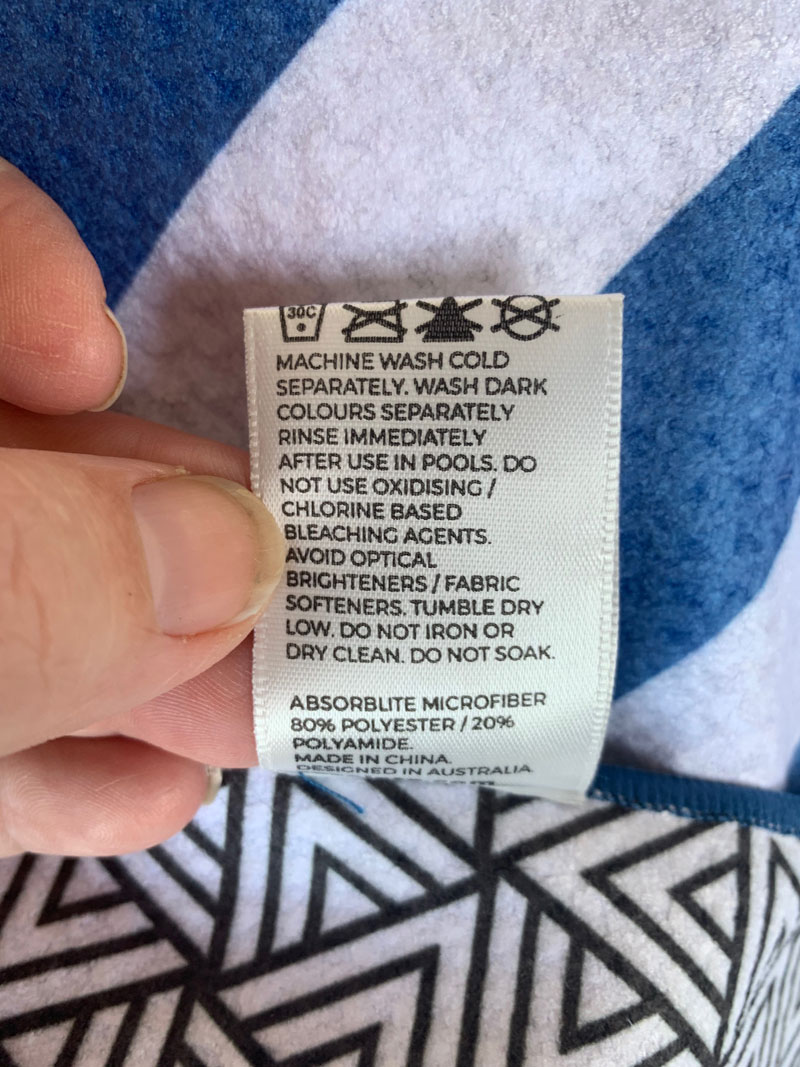 30C
MACHINE WASH COLD
SEPARATELY. WASH DARK
COLOURS SEPARATELY
RINSE IMMEDIATELY
AFTER USE IN POOLS. DO
NOT USE OXIDISING /
CHLORINE BASED
BLEACHING AGENTS.
AVOID OPTICAL
BRIGHTENERS / FABRIC
SOFTENERS. TUMBLE DRY
LOW. DO NOT IRON OR
DRY CLEAN. DO NOT SOAK.
ABSORBLITE MICROFIBER
80% POLYESTER / 20%
POLYAMIDE.
MADE IN CHINA.
DESIGNED IN AUSTRALIA.